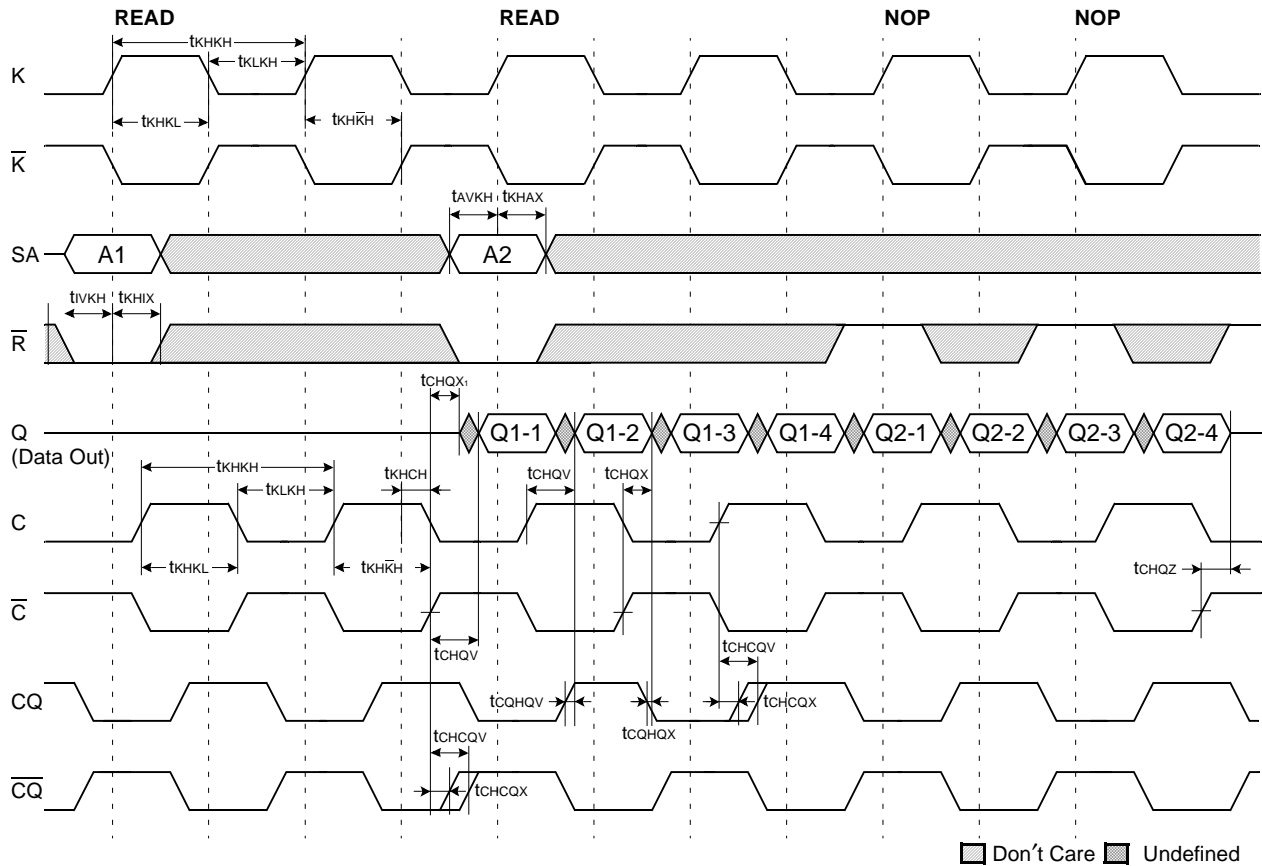 READ READ NOP NOP
tKHKH
tKLKH
K
tKHKL tKHK̅H
K̅
tAVKH tKHAX
SA A1 A2
tIVKH tKHIX
R̅
tCHQX1
Q Q1-1 Q1-2 Q1-3 Q1-4 Q2-1 Q2-2 Q2-3 Q2-4
(Data Out)
tKHKH tKHCH tCHQV tCHQX
tKLKH
C
tKHKL tKHK̅H tCHQZ
C̅
tCHQV tCHCQV
CQ tCQHQV tCHCQX
tCQHQX
tCHCQV
C̅Q̅ tCHCQX
Don′t Care Undefined